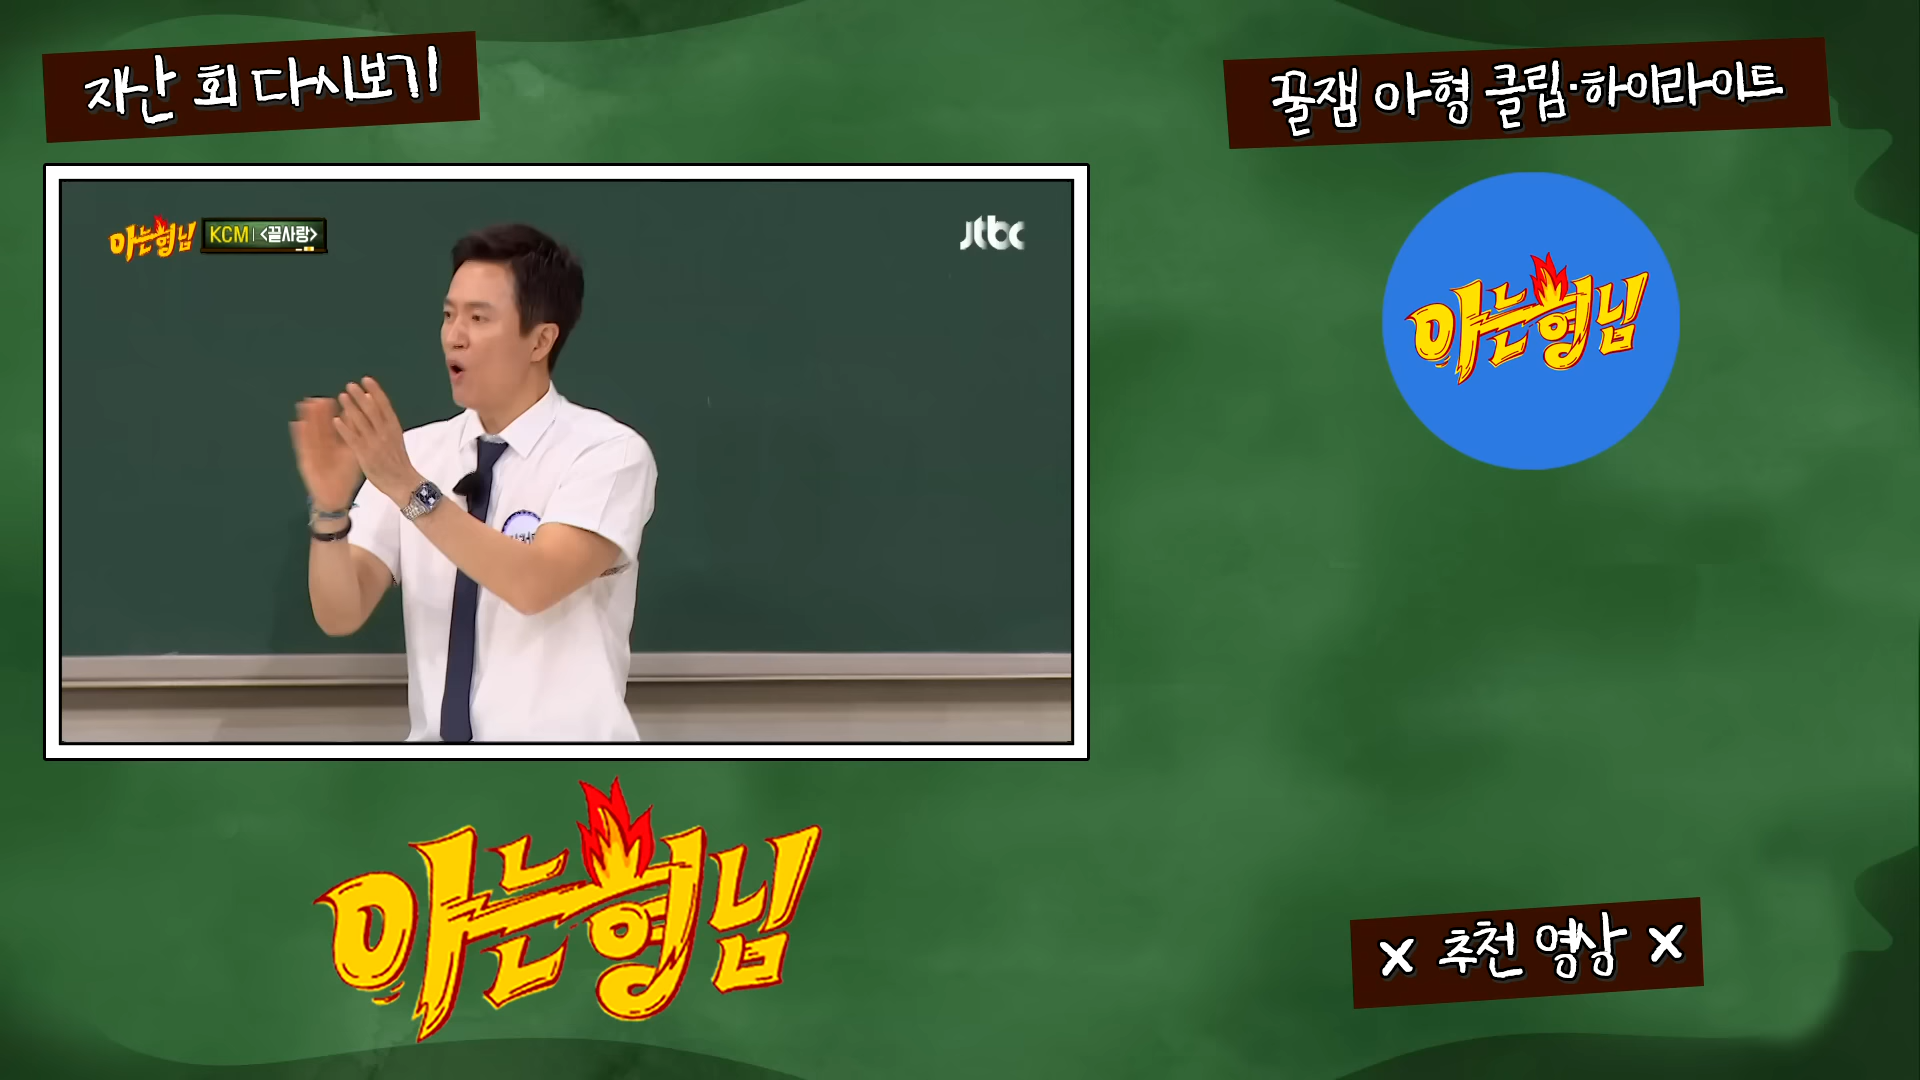 재난 회 다시보기
꿀잼 아형 클립·하이라이트
아는형님
KCM
<끝사랑>
jtbc
아는형님
아는형님
x 추천 영상 x